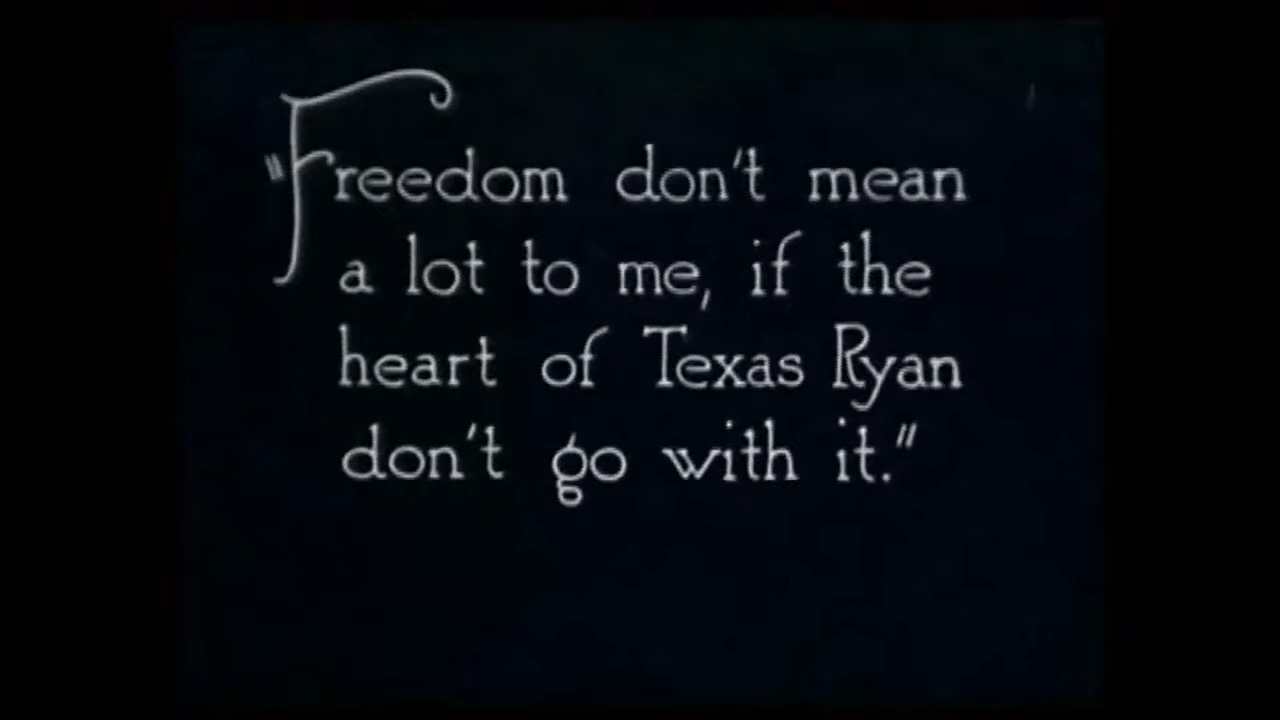 "Freedom don't mean
a lot to me, if the
heart of Texas Ryan
don't go with it."